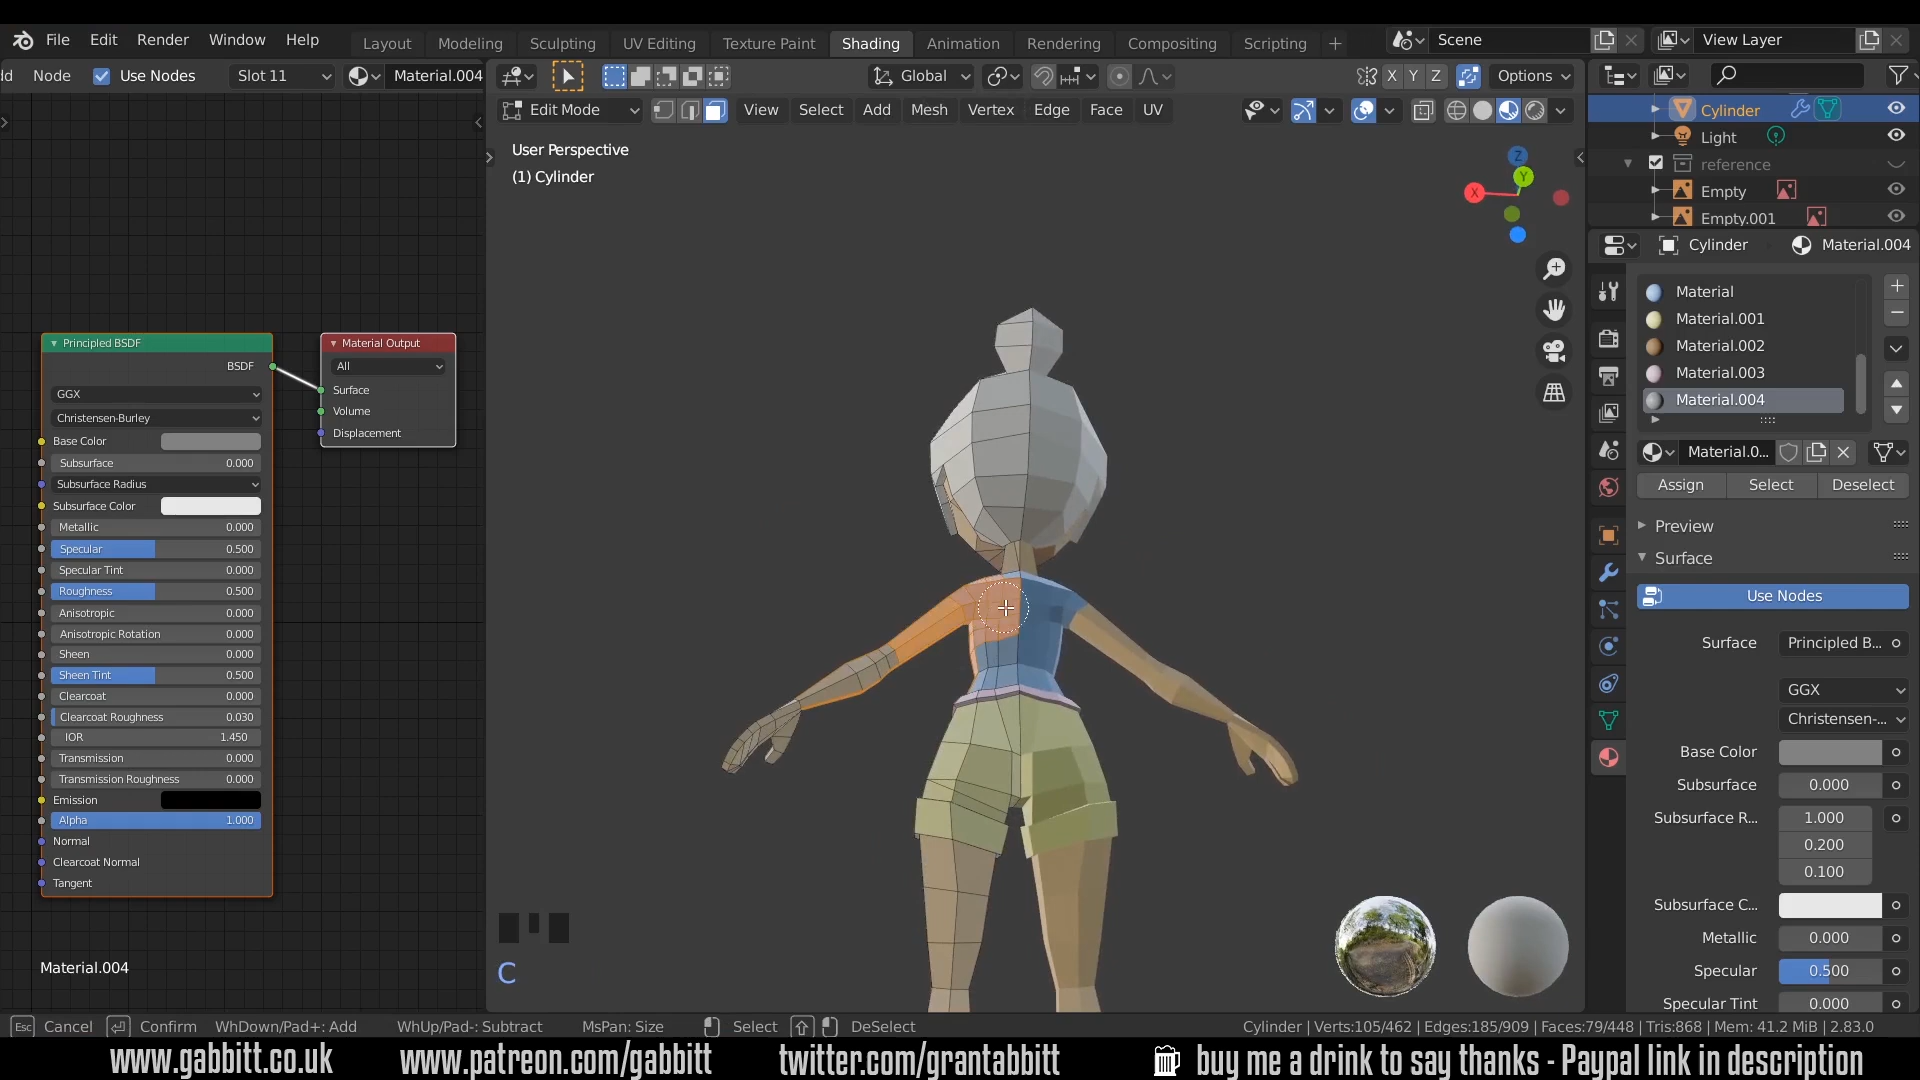 File Edit Render Window Help Layout Modeling Sculpting UV Editing Texture Paint Shading Animation Rendering Compositing Scripting + Scene View Layer
Node Use Nodes Slot 11 Material.004 Global X Y Z Options
Edit Mode View Select Add Mesh Vertex Edge Face UV
User Perspective
(1) Cylinder
Z
Y
X
Principled BSDF
BSDF
GGX
Christensen-Burley
Base Color
Subsurface 0.000
Subsurface Radius
Subsurface Color
Metallic 0.000
Specular 0.500
Specular Tint 0.000
Roughness 0.500
Anisotropic 0.000
Anisotropic Rotation 0.000
Sheen 0.000
Sheen Tint 0.500
Clearcoat 0.000
Clearcoat Roughness 0.030
IOR 1.450
Transmission 0.000
Transmission Roughness 0.000
Emission
Alpha 1.000
Normal
Clearcoat Normal
Tangent
Material Output
All
Surface
Volume
Displacement
Material.004
C
Cylinder
Light
reference
Empty
Empty.001
Cylinder Material.004
Material
Material.001
Material.002
Material.003
Material.004
Material.0...
Assign Select Deselect
Preview
Surface
Use Nodes
Surface Principled B...
GGX
Christensen-...
Base Color
Subsurface 0.000
Subsurface R... 1.000
0.200
0.100
Subsurface C...
Metallic 0.000
Specular 0.500
Specular Tint 0.000
Esc Cancel Confirm WhDown/Pad+: Add WhUp/Pad-: Subtract MsPan: Size Select DeSelect Cylinder | Verts:105/462 | Edges:185/909 | Faces:79/448 | Tris:868 | Mem: 41.2 MiB | 2.83.0
www.gabbitt.co.uk www.patreon.com/gabbitt twitter.com/grantabbitt buy me a drink to say thanks - Paypal link in description